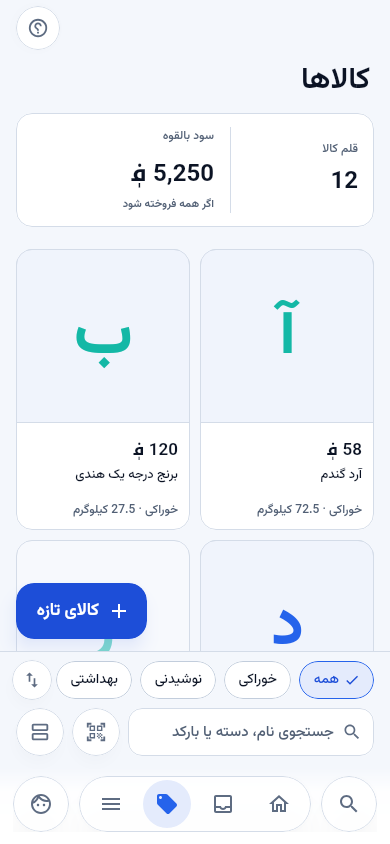 کالاها
قلم کالا
12
سود بالقوه
5,250 ؋
اگر همه فروخته شود
آ
58 ؋
آرد گندم
خوراکی · 72.5 کیلوگرم
ب
120 ؋
برنج درجه یک هندی
خوراکی · 27.5 کیلوگرم
د
کالای تازه
همه
خوراکی
نوشیدنی
بهداشتی
جستجوی نام، دسته یا بارکد